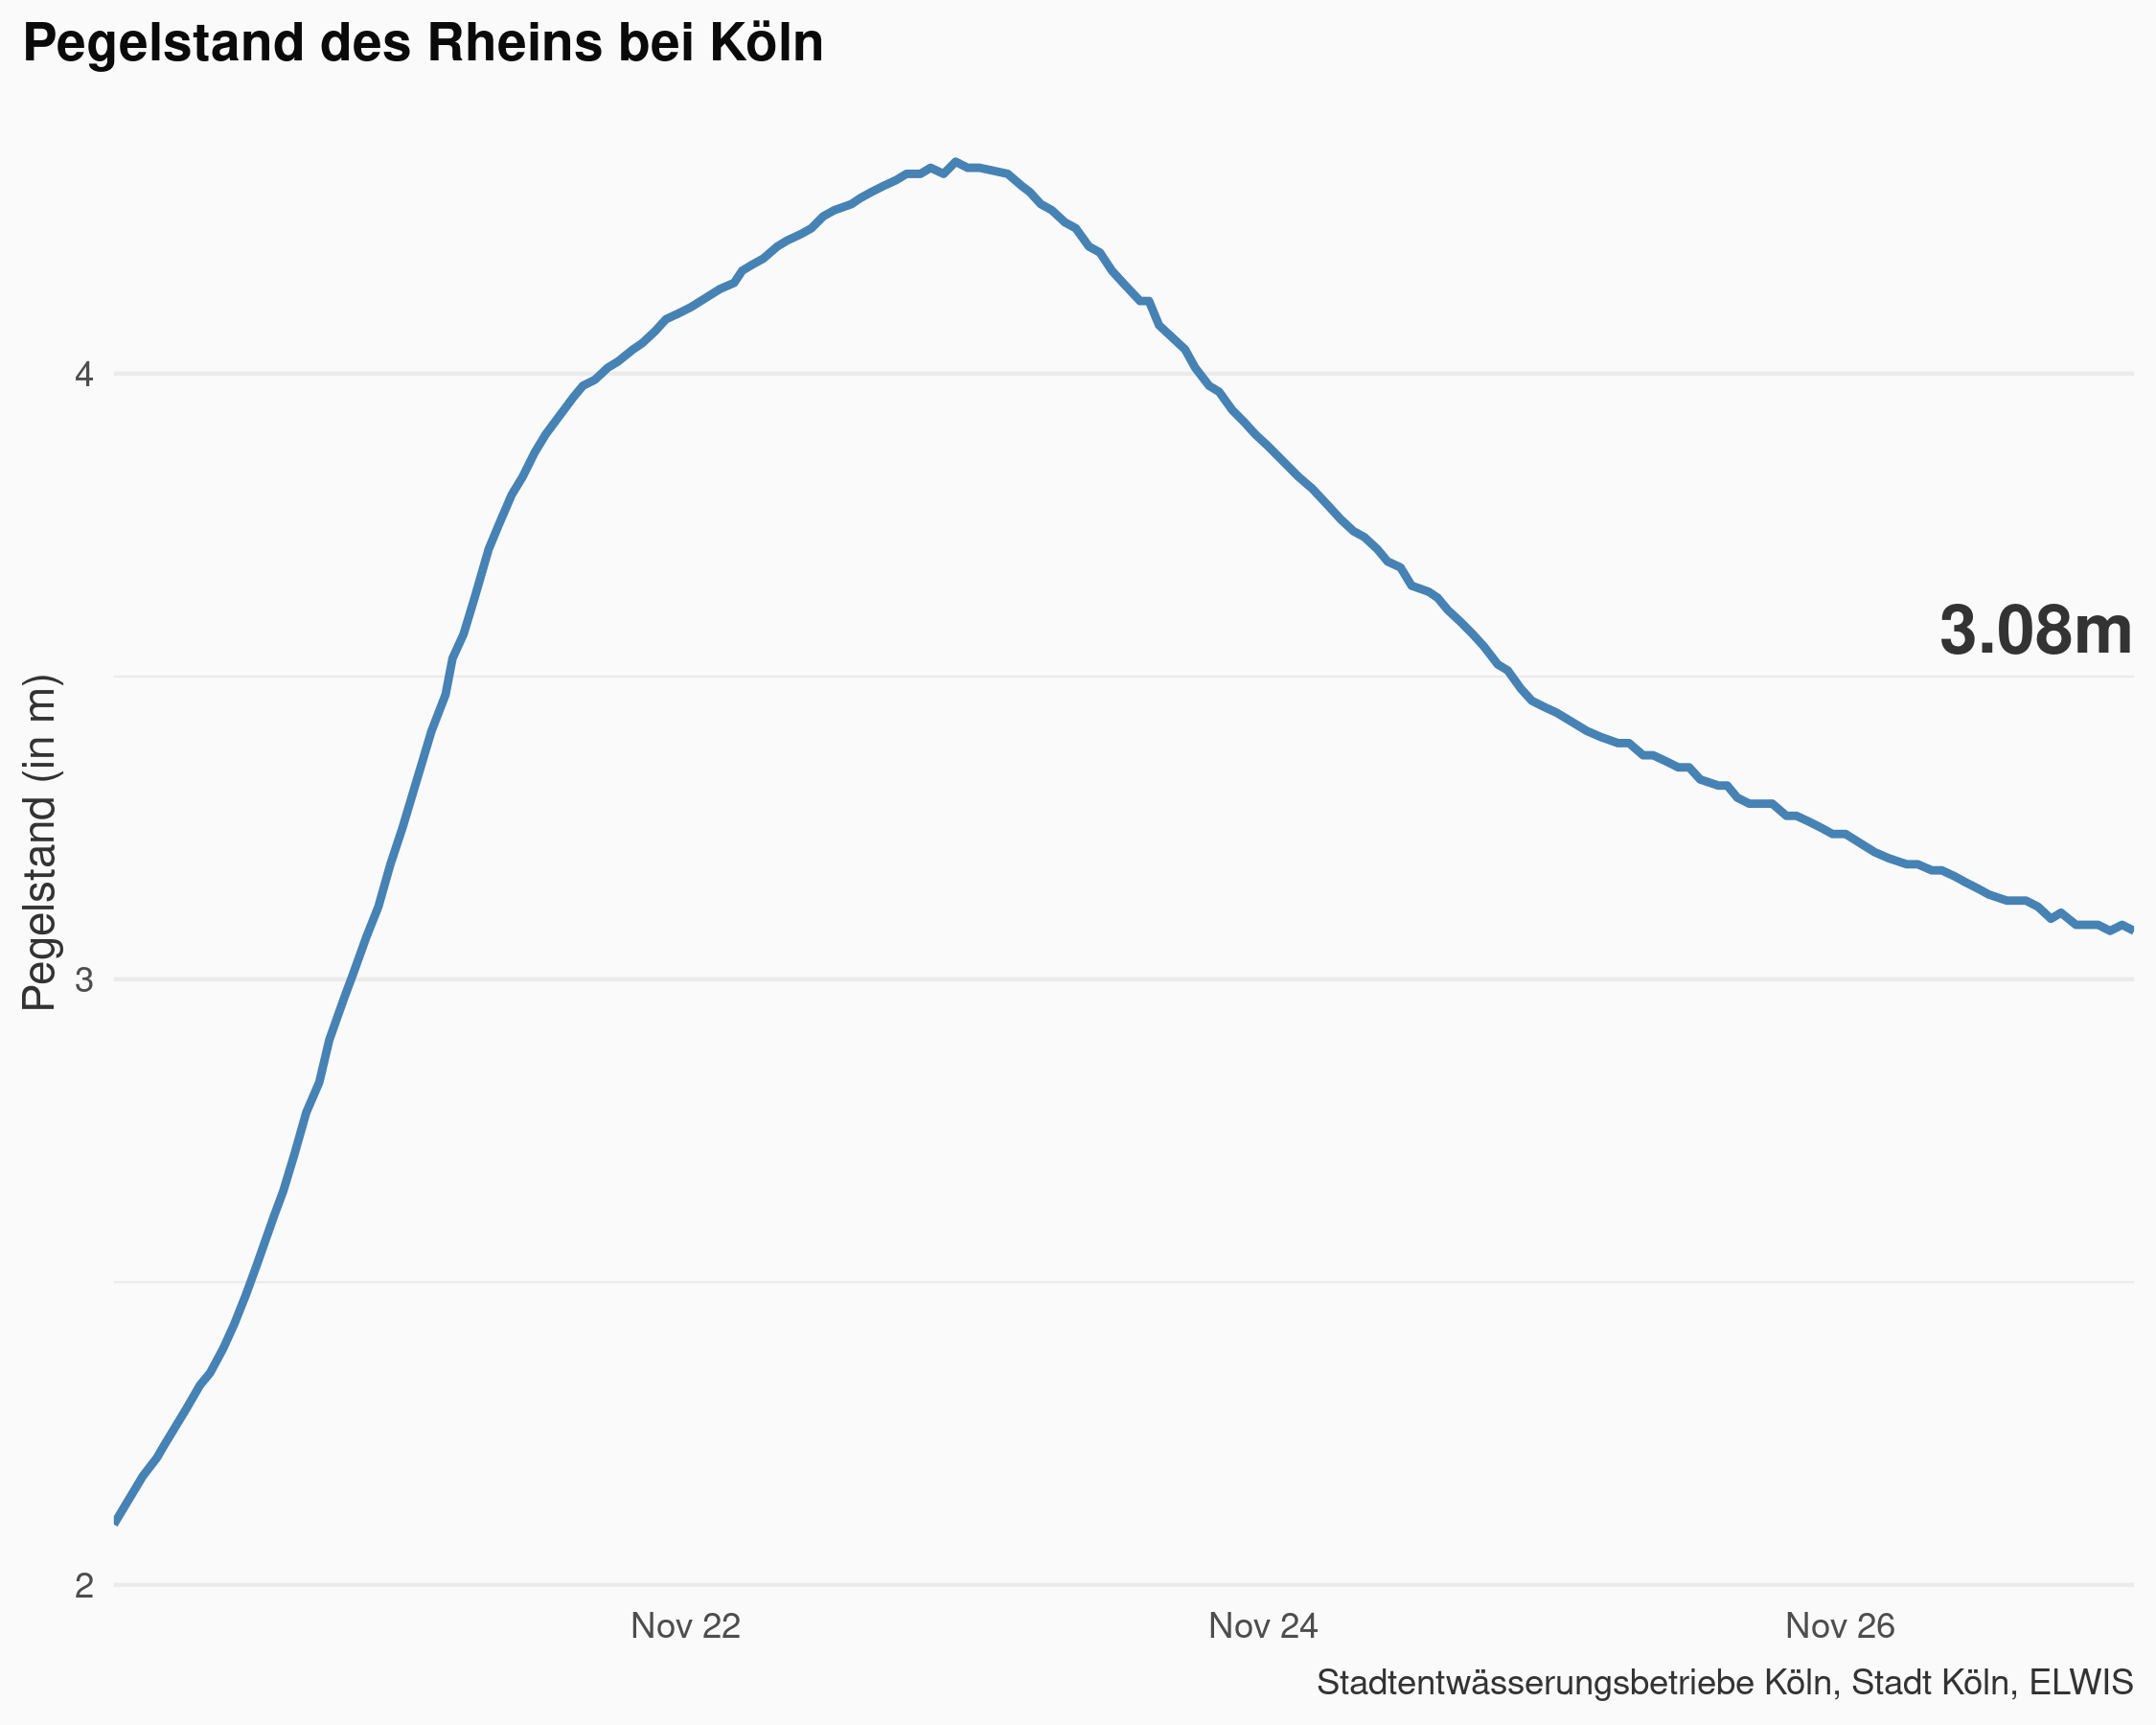 Pegelstand des Rheins bei Köln
Pegelstand (in m)
4
3
2
3.08m
Nov 22
Nov 24
Nov 26
Stadtentwässerungsbetriebe Köln, Stadt Köln, ELWIS